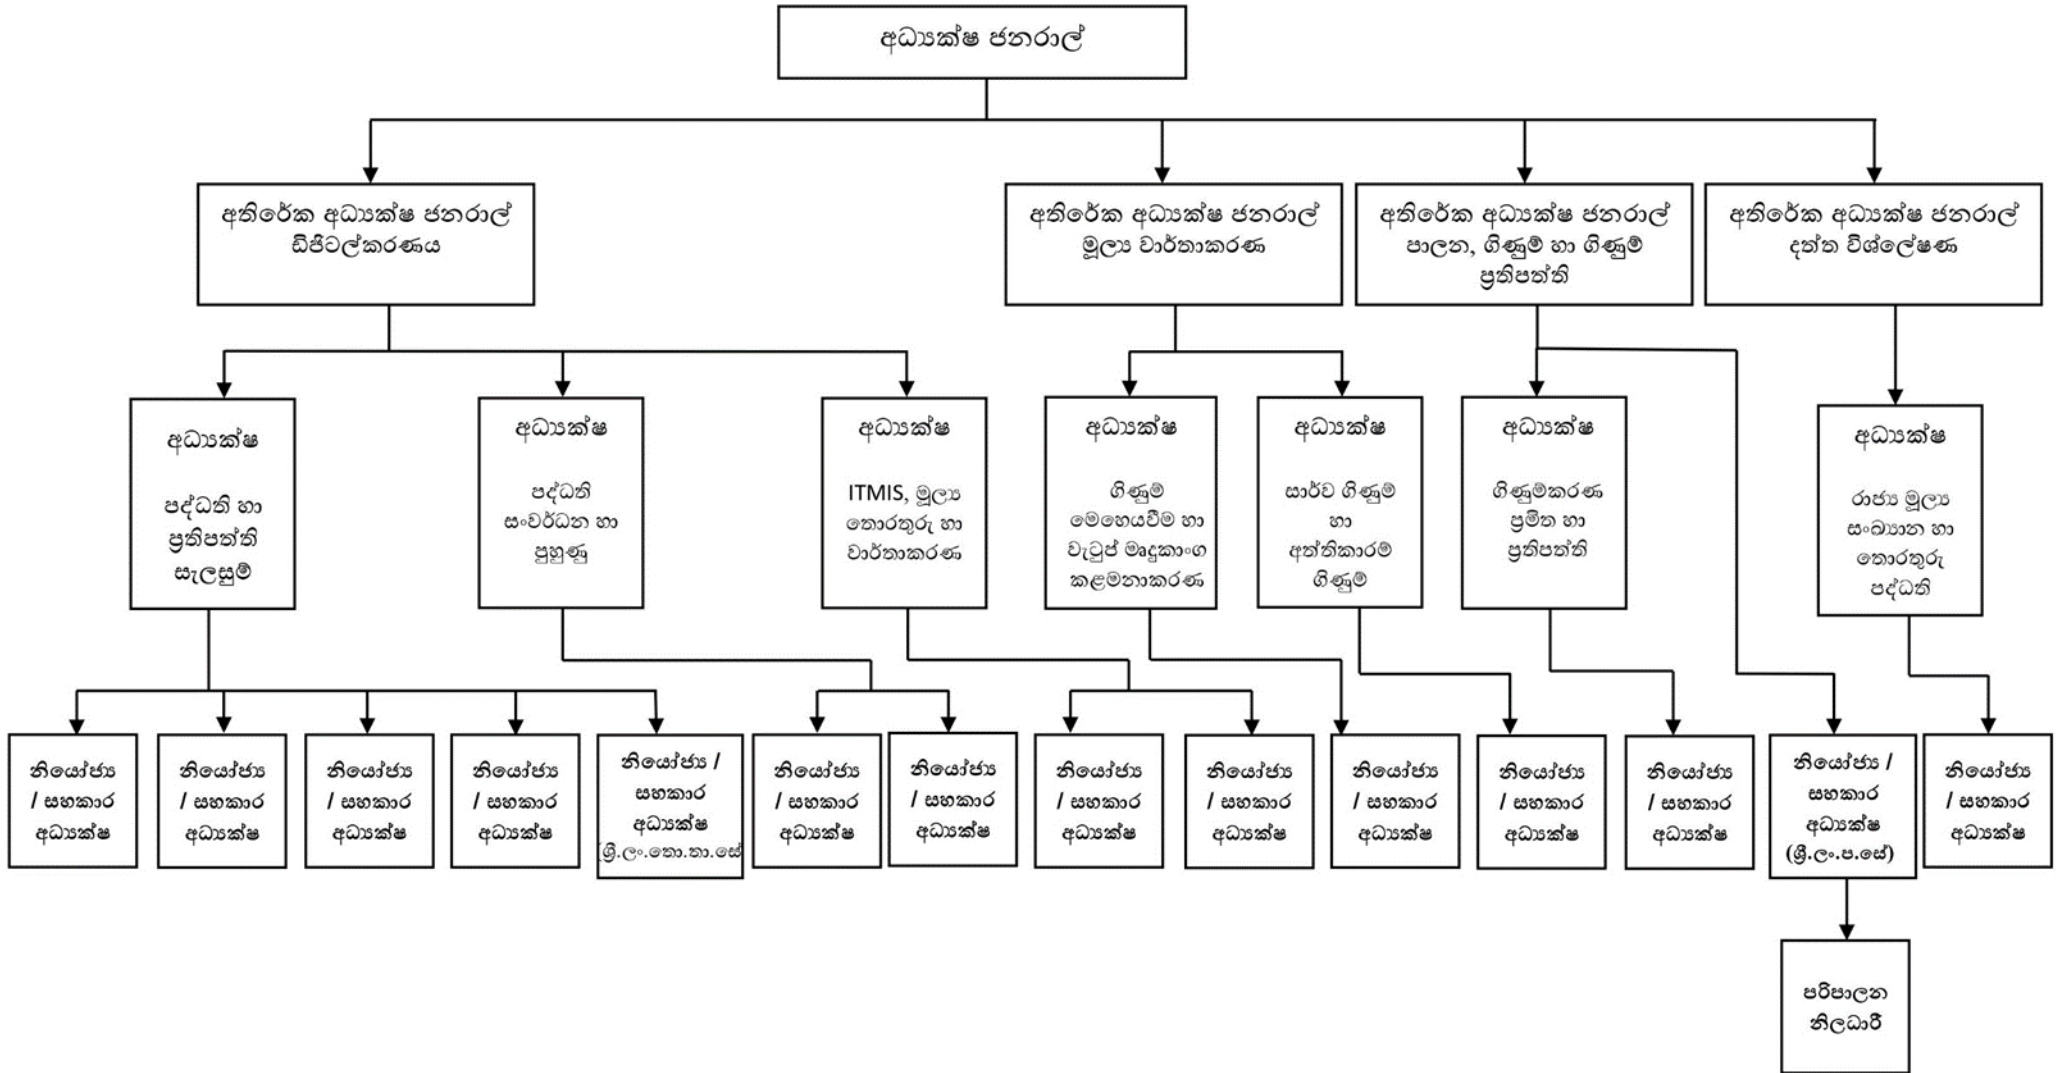 අධ්‍යක්ෂ ජනරාල්
අතිරේක අධ්‍යක්ෂ ජනරාල්
ඩිජිටල්කරණය
අතිරේක අධ්‍යක්ෂ ජනරාල්
මූල්‍ය වාර්තාකරණ
අතිරේක අධ්‍යක්ෂ ජනරාල්
පාලන, ගිණුම් හා ගිණුම්
ප්‍රතිපත්ති
අතිරේක අධ්‍යක්ෂ ජනරාල්
දත්ත විශ්ලේෂණ
අධ්‍යක්ෂ
පද්ධති හා
ප්‍රතිපත්ති
සැලසුම්
අධ්‍යක්ෂ
පද්ධති
සංවර්ධන හා
පුහුණු
අධ්‍යක්ෂ
ITMIS, මූල්‍ය
තොරතුරු හා
වාර්තාකරණ
අධ්‍යක්ෂ
ගිණුම්
මෙහෙයවීම හා
වැටුප් මෘදුකාංග
කළමනාකරණ
අධ්‍යක්ෂ
සාර්ව ගිණුම්
හා
අත්තිකාරම්
ගිණුම්
අධ්‍යක්ෂ
ගිණුම්කරණ
ප්‍රමිත හා
ප්‍රතිපත්ති
අධ්‍යක්ෂ
රාජ්‍ය මූල්‍ය
සංඛ්‍යාන හා
තොරතුරු
පද්ධති
නියෝජ්‍ය
/ සහකාර
අධ්‍යක්ෂ
නියෝජ්‍ය
/ සහකාර
අධ්‍යක්ෂ
නියෝජ්‍ය
/ සහකාර
අධ්‍යක්ෂ
නියෝජ්‍ය
/ සහකාර
අධ්‍යක්ෂ
නියෝජ්‍ය /
සහකාර
අධ්‍යක්ෂ
(ශ්‍රී.ලං.තො.තා.සේ
නියෝජ්‍ය
/ සහකාර
අධ්‍යක්ෂ
නියෝජ්‍ය
/ සහකාර
අධ්‍යක්ෂ
නියෝජ්‍ය
/ සහකාර
අධ්‍යක්ෂ
නියෝජ්‍ය
/ සහකාර
අධ්‍යක්ෂ
නියෝජ්‍ය
/ සහකාර
අධ්‍යක්ෂ
නියෝජ්‍ය
/ සහකාර
අධ්‍යක්ෂ
නියෝජ්‍ය
/ සහකාර
අධ්‍යක්ෂ
නියෝජ්‍ය /
සහකාර
අධ්‍යක්ෂ
(ශ්‍රී.ලං.ප.සේ)
නියෝජ්‍ය
/ සහකාර
අධ්‍යක්ෂ
පරිපාලන
නිලධාරී